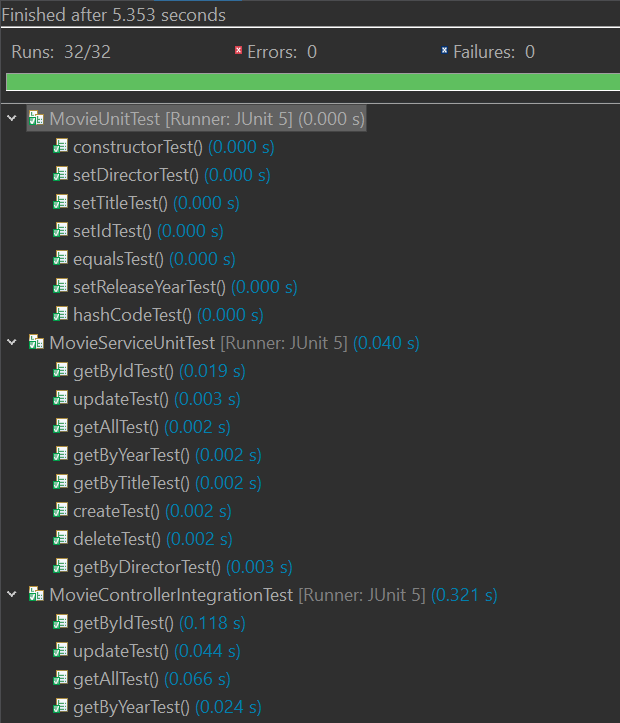 Finished after 5.353 seconds
Runs: 32/32 Errors: 0 Failures: 0
MovieUnitTest [Runner: JUnit 5] (0.000 s)
constructorTest() (0.000 s)
setDirectorTest() (0.000 s)
setTitleTest() (0.000 s)
setIdTest() (0.000 s)
equalsTest() (0.000 s)
setReleaseYearTest() (0.000 s)
hashCodeTest() (0.000 s)
MovieServiceUnitTest [Runner: JUnit 5] (0.040 s)
getByIdTest() (0.019 s)
updateTest() (0.003 s)
getAllTest() (0.002 s)
getByYearTest() (0.002 s)
getByTitleTest() (0.002 s)
createTest() (0.002 s)
deleteTest() (0.002 s)
getByDirectorTest() (0.003 s)
MovieControllerIntegrationTest [Runner: JUnit 5] (0.321 s)
getByIdTest() (0.118 s)
updateTest() (0.044 s)
getAllTest() (0.066 s)
getByYearTest() (0.024 s)